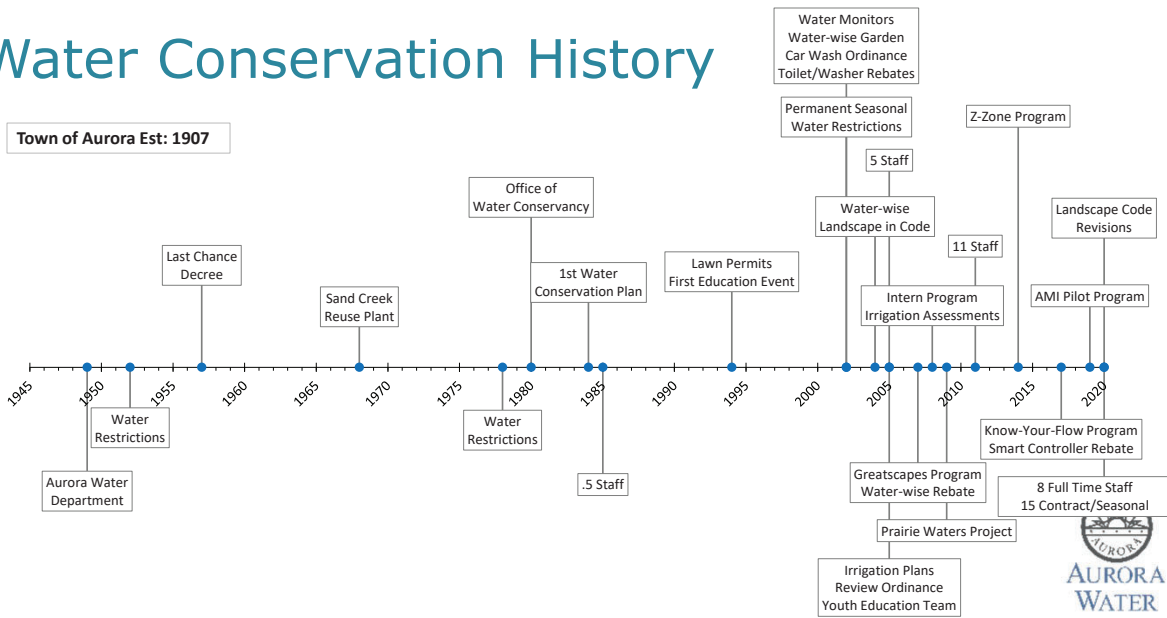 Water Conservation History
Town of Aurora Est: 1907
Water Monitors
Water-wise Garden
Car Wash Ordinance
Toilet/Washer Rebates
Permanent Seasonal
Water Restrictions
Z-Zone Program
5 Staff
Office of
Water Conservancy
Water-wise
Landscape in Code
Landscape Code
Revisions
11 Staff
Last Chance
Decree
1st Water
Conservation Plan
Lawn Permits
First Education Event
Sand Creek
Reuse Plant
Intern Program
Irrigation Assessments
AMI Pilot Program
1945
1950
1955
1960
1965
1970
1975
1980
1985
1990
1995
2000
2005
2010
2015
2020
Water
Restrictions
Water
Restrictions
Know-Your-Flow Program
Smart Controller Rebate
Aurora Water
Department
.5 Staff
Greatscapes Program
Water-wise Rebate
8 Full Time Staff
15 Contract/Seasonal
Prairie Waters Project
Irrigation Plans
Review Ordinance
Youth Education Team
AURORA
AURORA
WATER